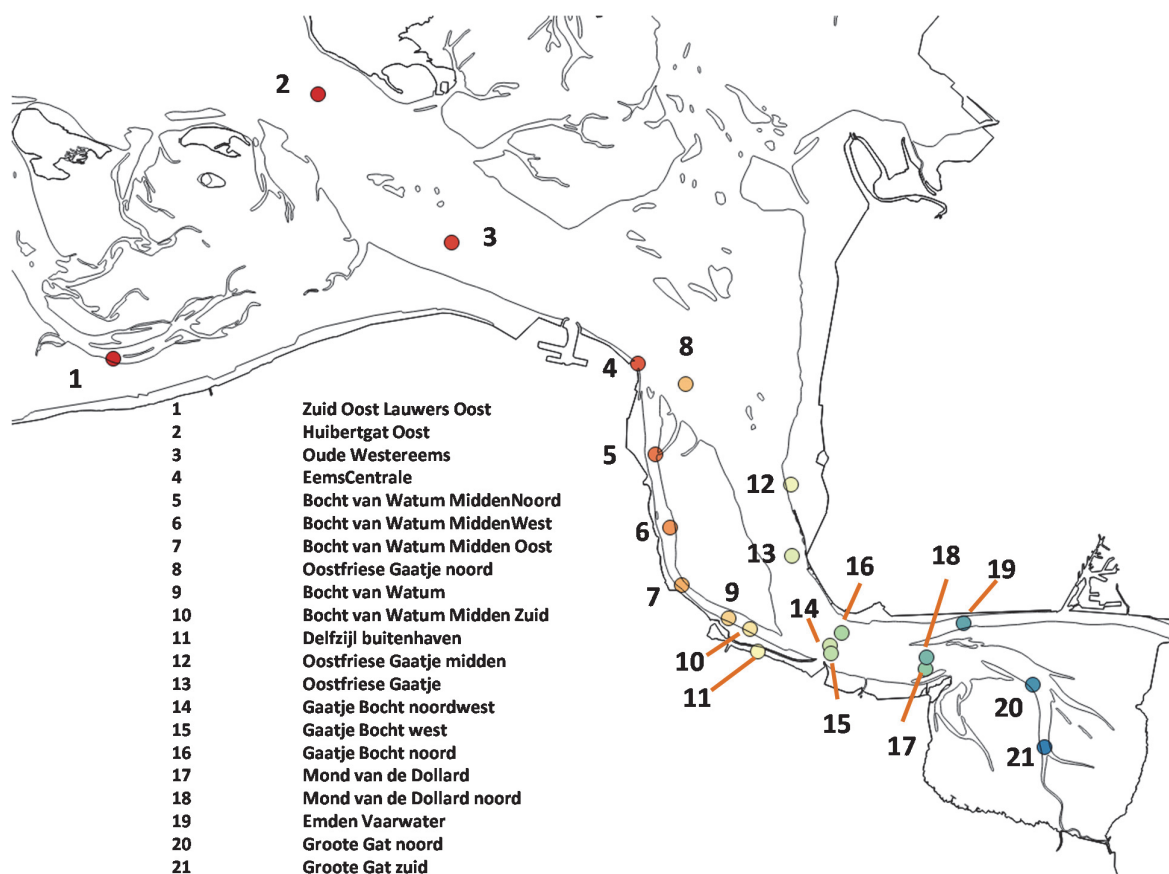 2
3
1
4
8
5
6
7
9
10
11
12
13
14
15
16
17
18
19
20
21
1 Zuid Oost Lauwers Oost
2 Huibertgat Oost
3 Oude Westereems
4 EemsCentrale
5 Bocht van Watum MiddenNoord
6 Bocht van Watum MiddenWest
7 Bocht van Watum Midden Oost
8 Oostfriese Gaatje noord
9 Bocht van Watum
10 Bocht van Watum Midden Zuid
11 Delfzijl buitenhaven
12 Oostfriese Gaatje midden
13 Oostfriese Gaatje
14 Gaatje Bocht noordwest
15 Gaatje Bocht west
16 Gaatje Bocht noord
17 Mond van de Dollard
18 Mond van de Dollard noord
19 Emden Vaarwater
20 Groote Gat noord
21 Groote Gat zuid